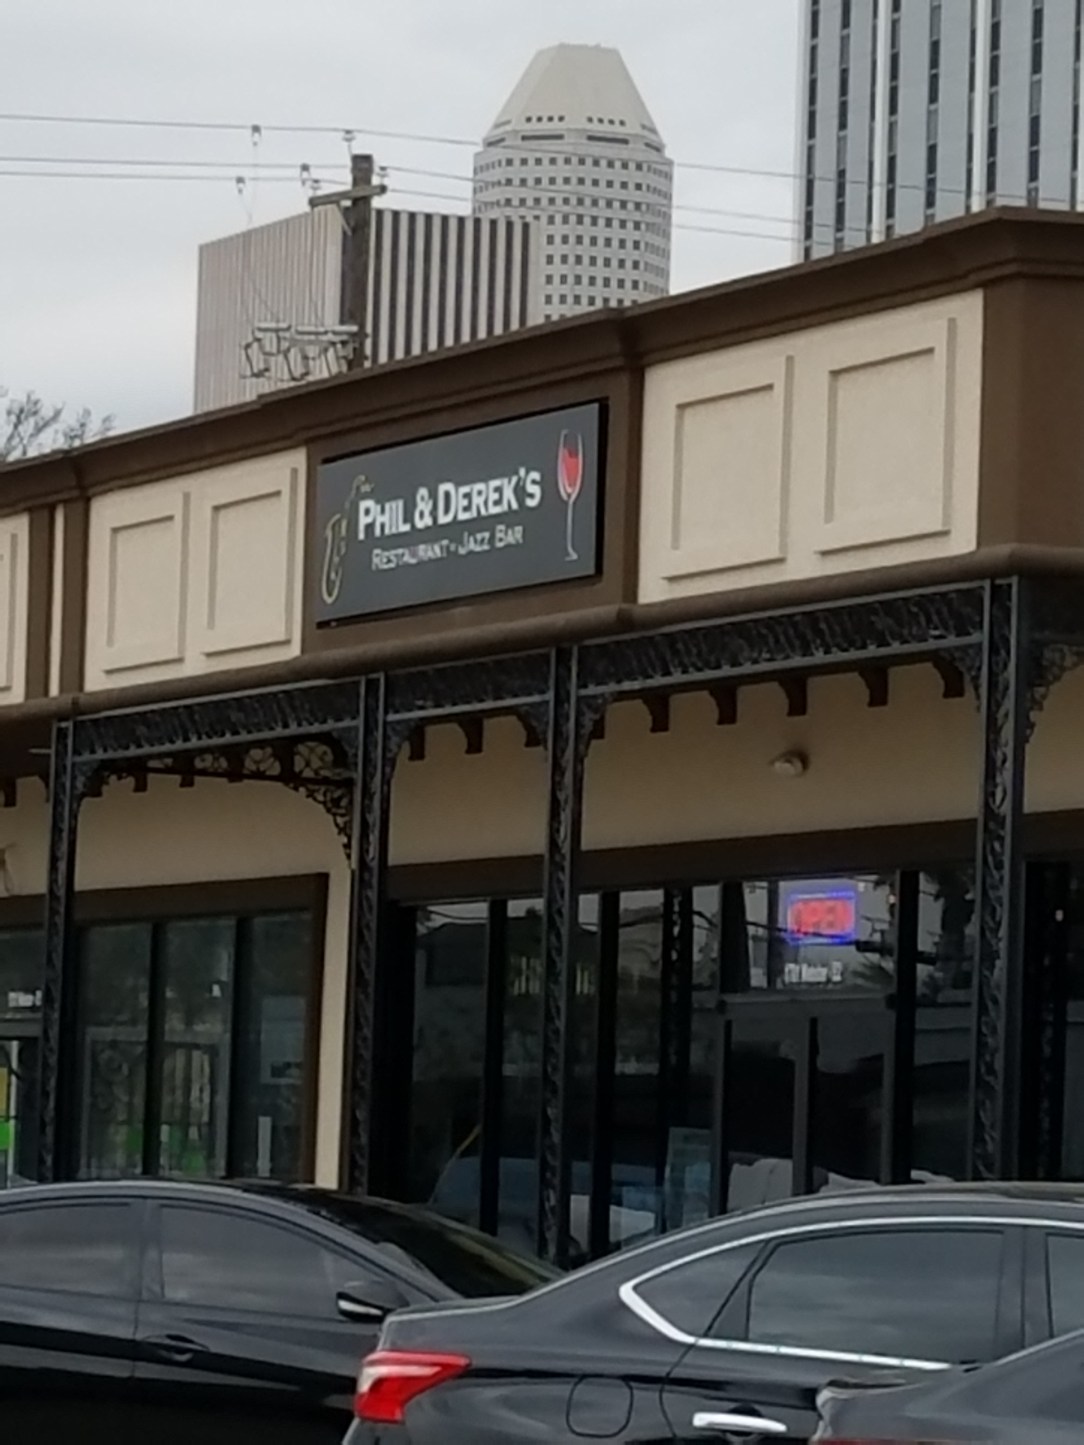 PHIL & DEREK'S
RESTAURANT - JAZZ BAR
OPEN